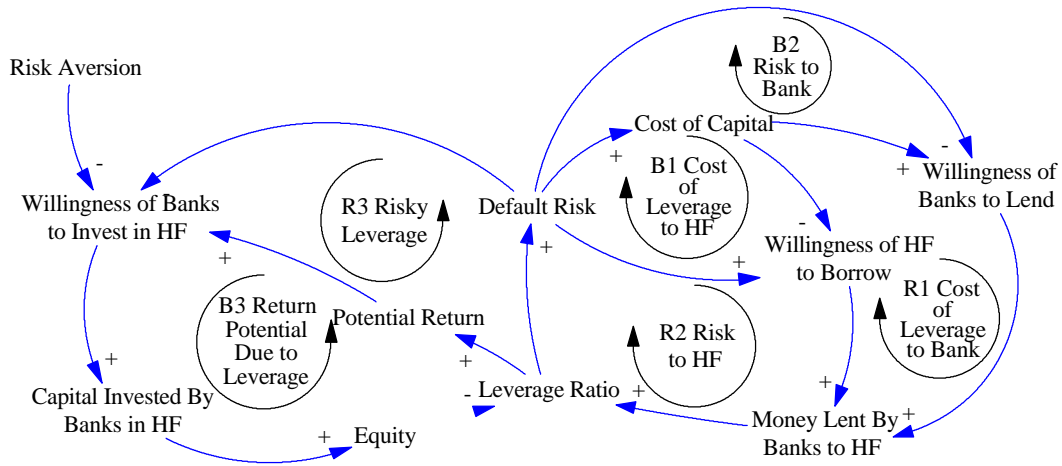 Risk Aversion
B2
Risk to
Bank
Cost of Capital
+
-
+
-
Willingness of
Banks to Lend
-
-
Willingness of Banks
to Invest in HF
+
R3 Risky
Leverage
Default Risk
+
B1 Cost
of
Leverage
to HF
-
+
Willingness of HF
to Borrow
B3 Return
Potential
Due to
Leverage
Potential Return
+
R2 Risk
to HF
R1 Cost
of
Leverage
to Bank
+
Capital Invested By
Banks in HF
+
Equity
-
Leverage Ratio
+
+
Money Lent By
Banks to HF
+